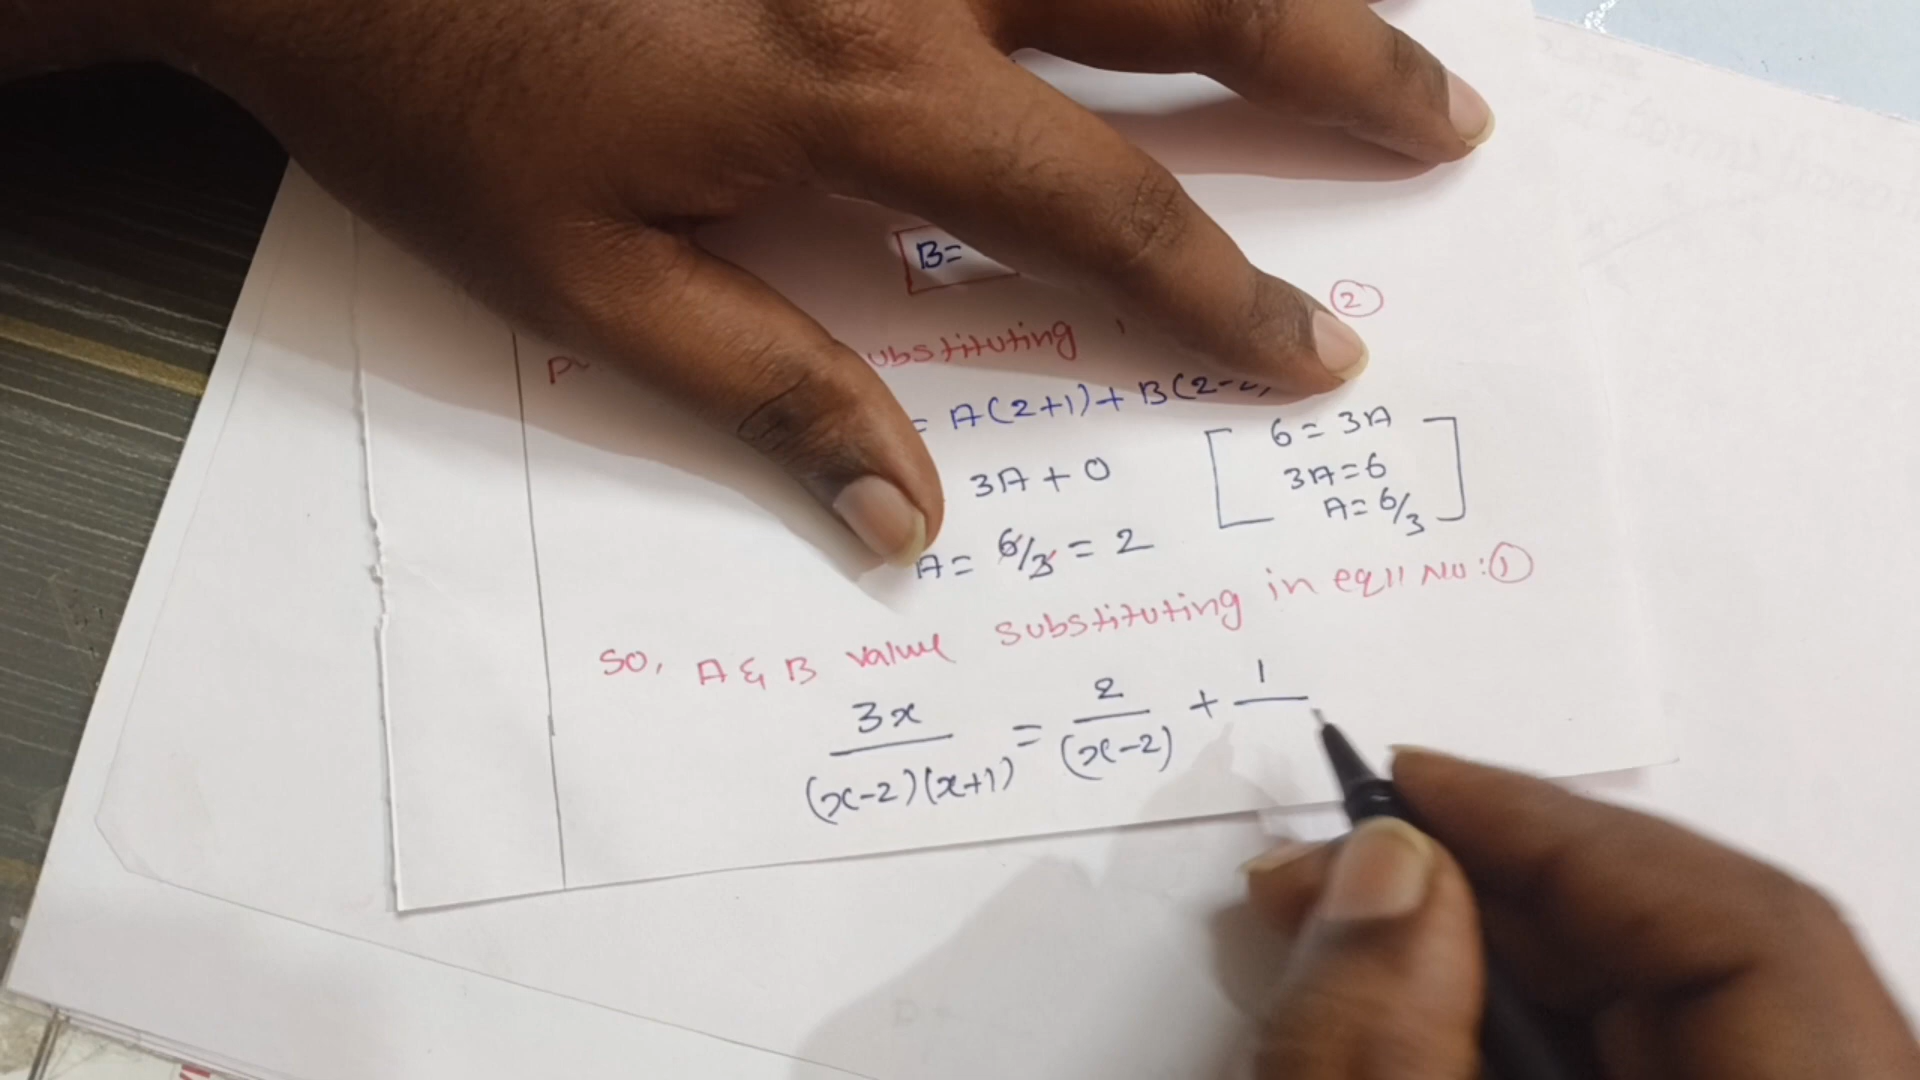 B=
substituting ②
= A(2+1)+B(2-2)
3A+0
6=3A
3A=6
A=6/3
A=6/3=2
So, A & B value substituting in eqn No:①
3x/(x-2)(x+1) = 2/(x-2) + 1/